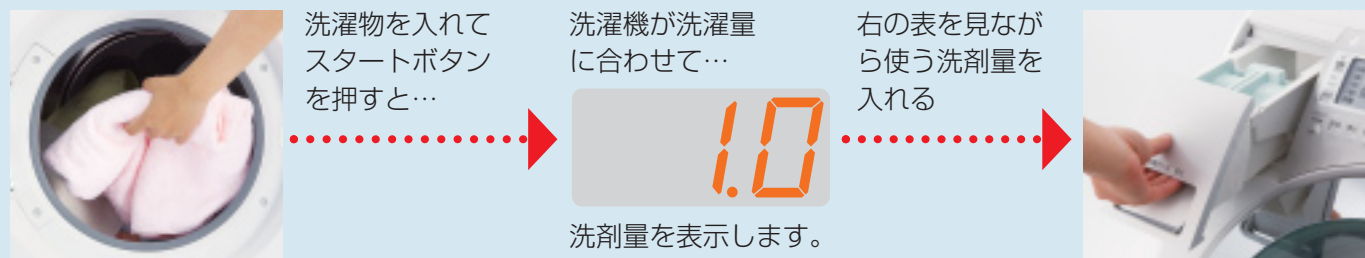 洗濯物を入れて
スタートボタン
を押すと…
洗濯機が洗濯量
に合わせて…
1.0
洗剤量を表示します。
右の表を見なが
ら使う洗剤量を
入れる